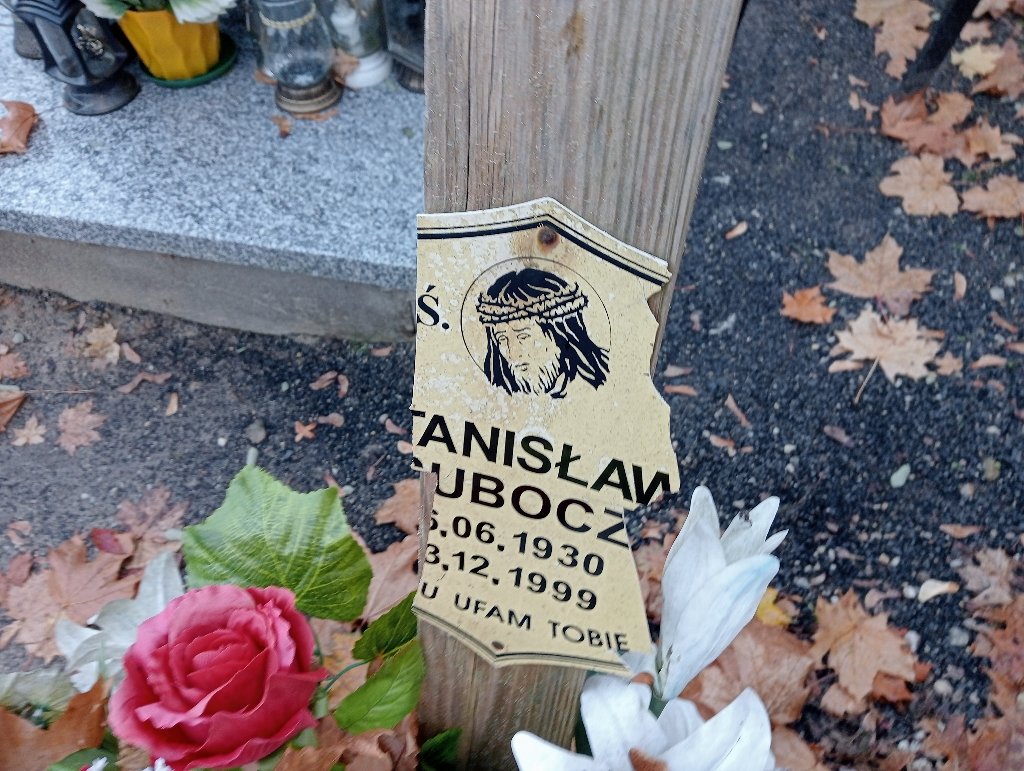 Ś.
TANISŁAW
UBOCZ
6.06.1930
3.12.1999
U UFAM TOBIE